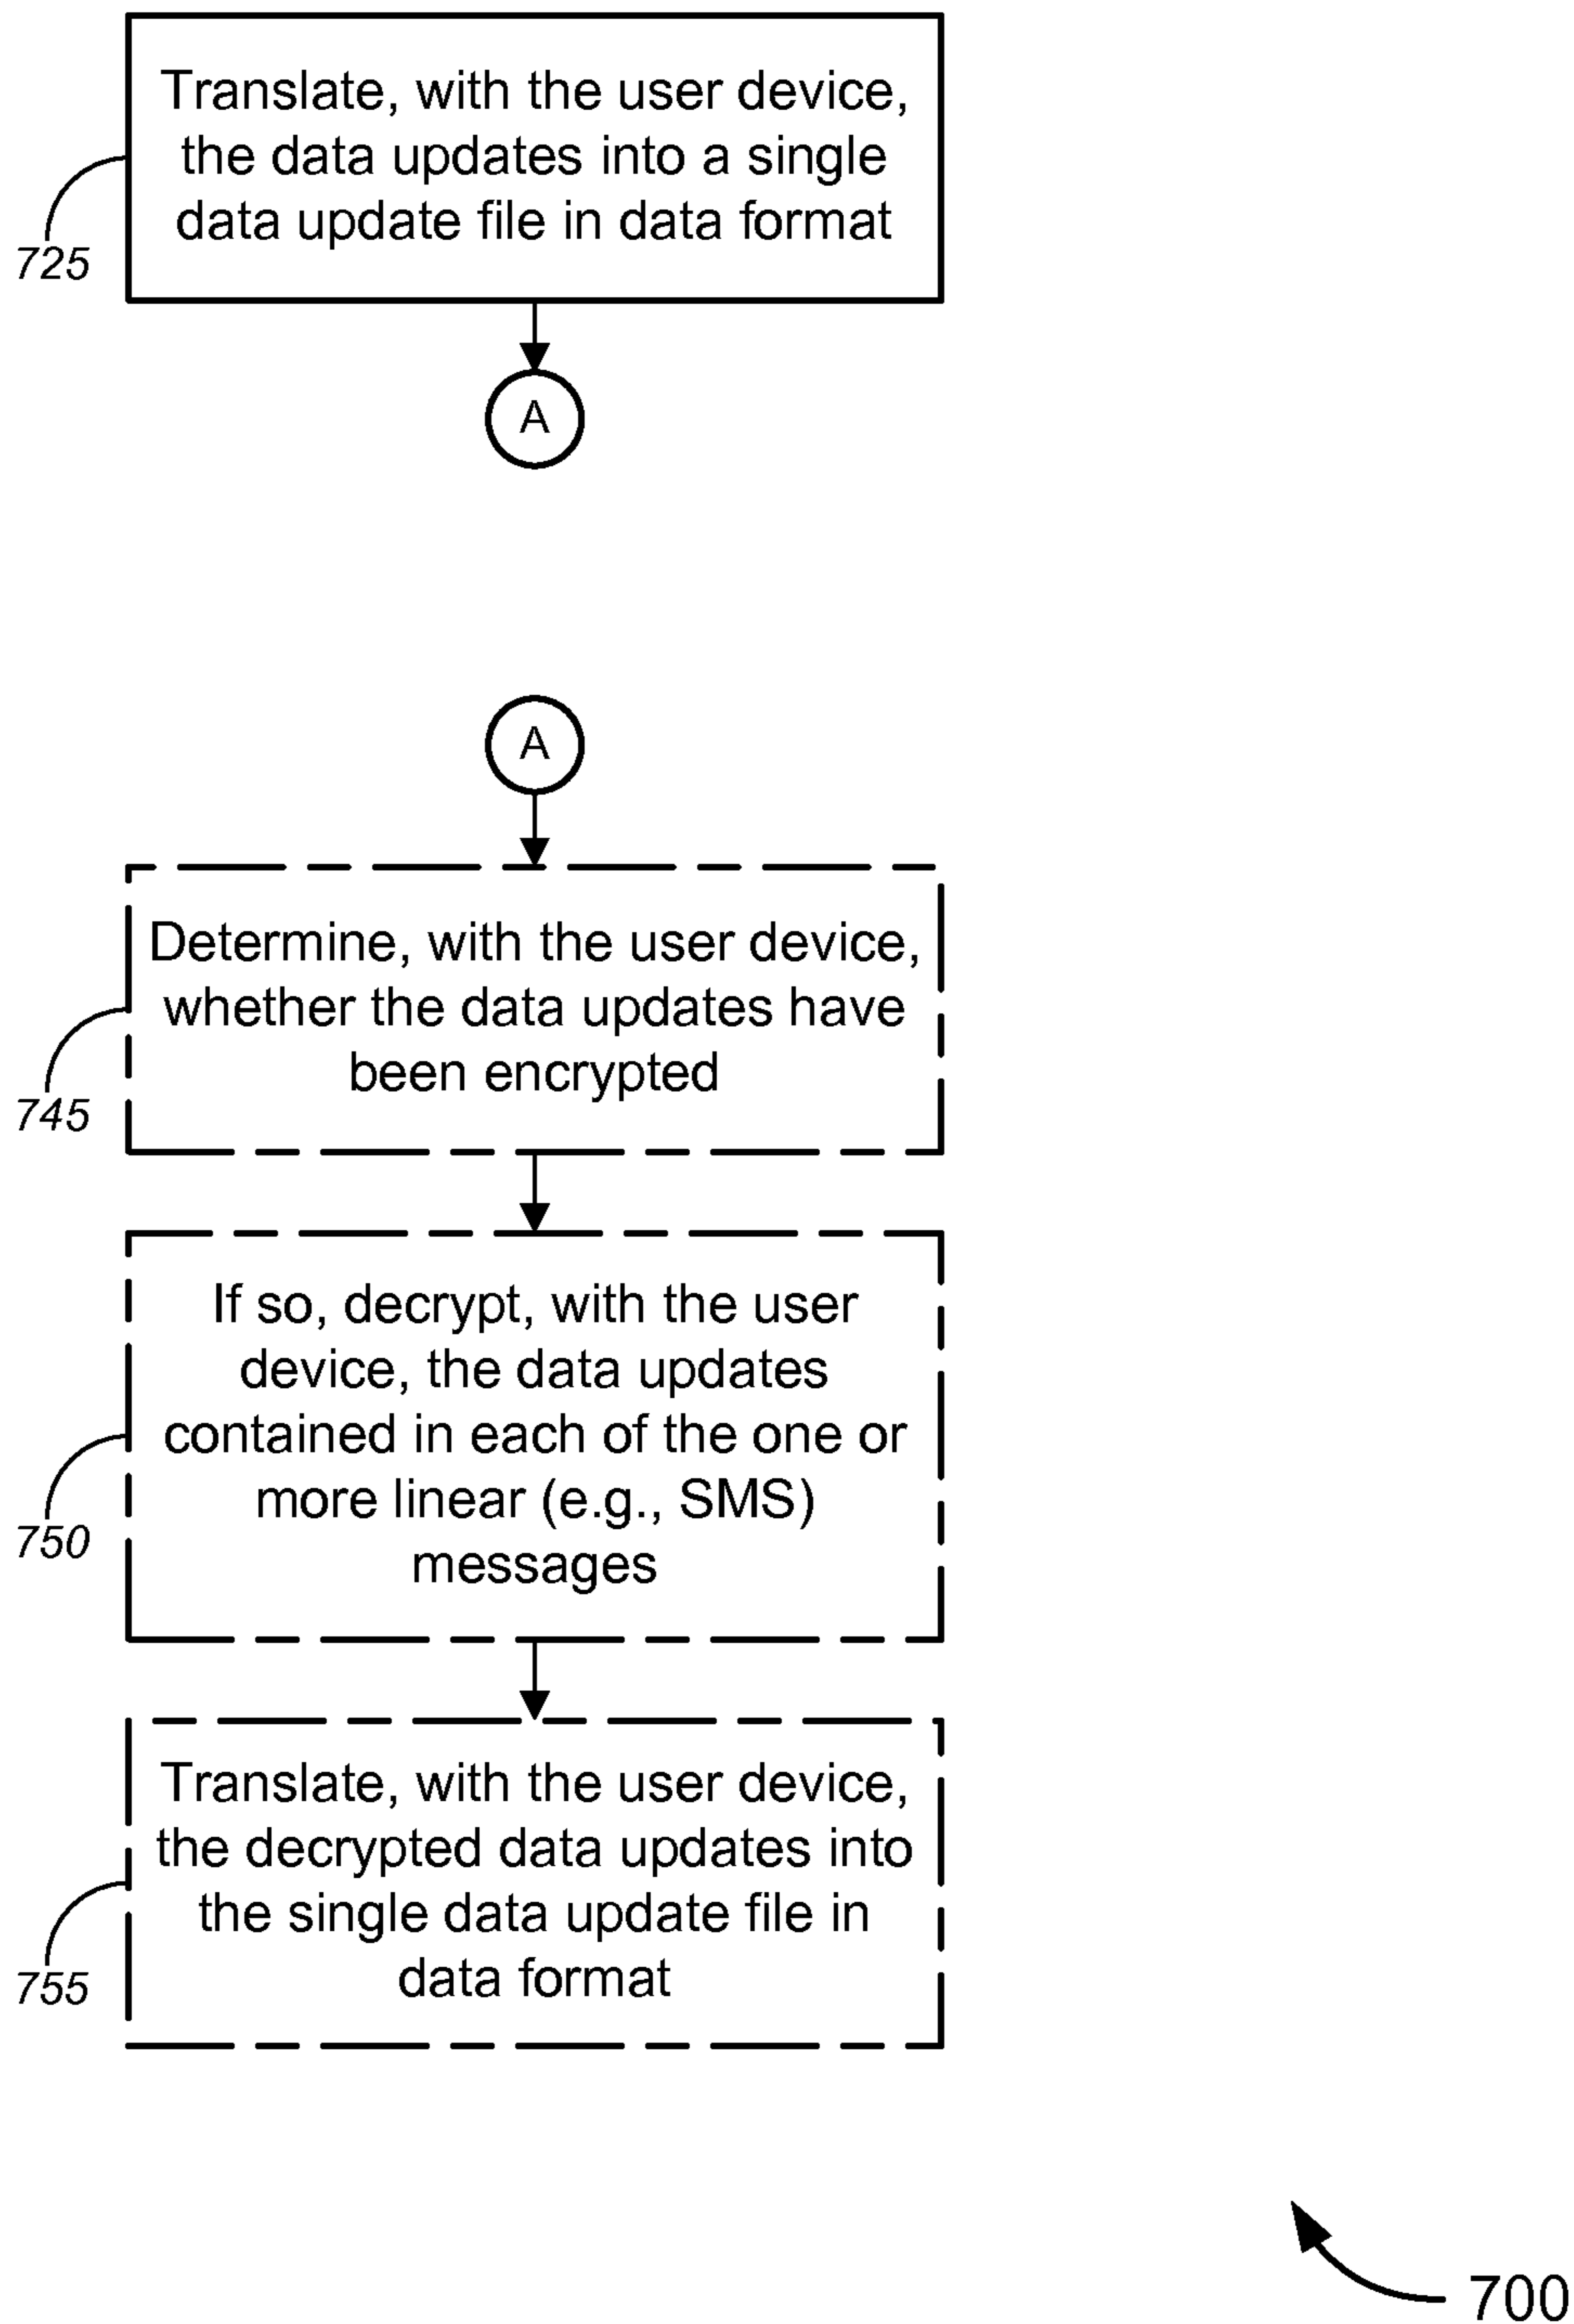 Translate, with the user device,
the data updates into a single
data update file in data format
725
A
A
Determine, with the user device,
whether the data updates have
been encrypted
745
If so, decrypt, with the user
device, the data updates
contained in each of the one or
more linear (e.g., SMS)
messages
750
Translate, with the user device,
the decrypted data updates into
the single data update file in
data format
755
700